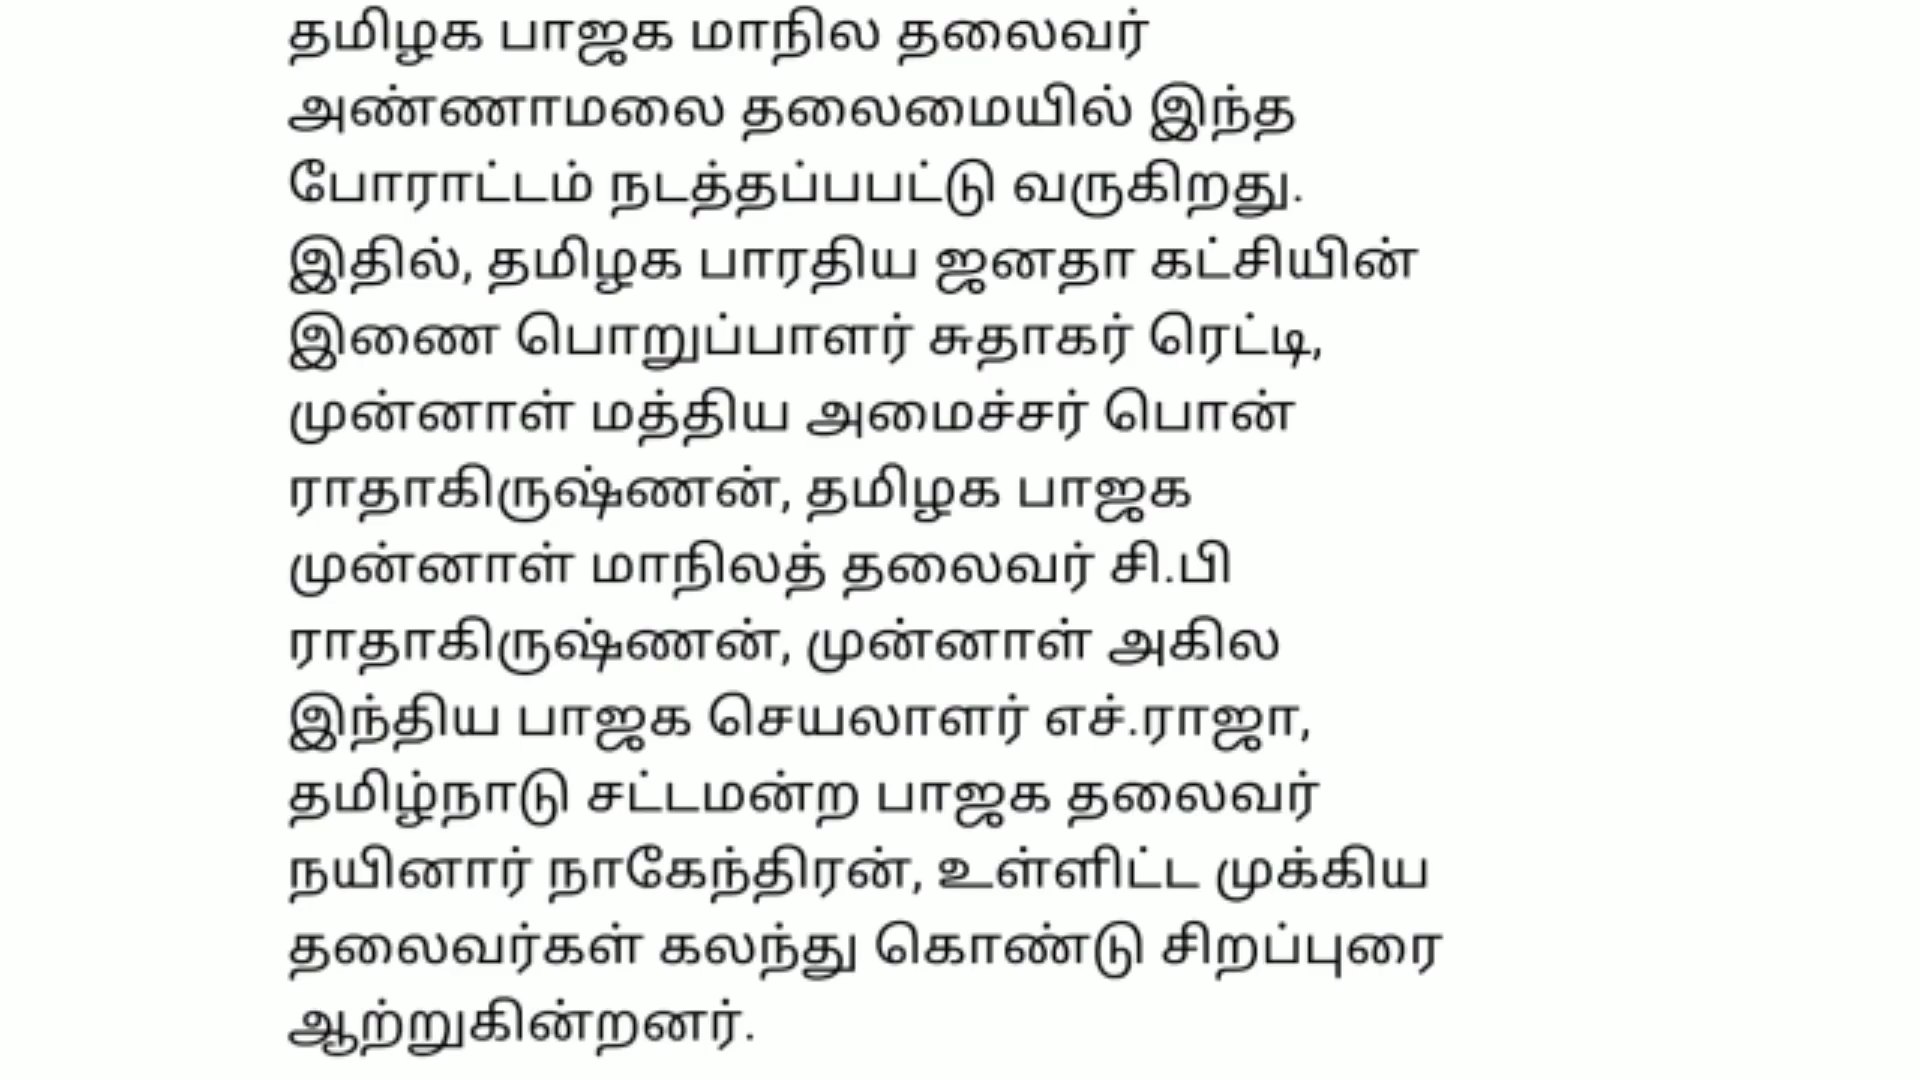 தமிழக பாஜக மாநில தலைவர்
அண்ணாமலை தலைமையில் இந்த
போராட்டம் நடத்தப்பபட்டு வருகிறது.
இதில், தமிழக பாரதிய ஜனதா கட்சியின்
இணை பொறுப்பாளர் சுதாகர் ரெட்டி,
முன்னாள் மத்திய அமைச்சர் பொன்
ராதாகிருஷ்ணன், தமிழக பாஜக
முன்னாள் மாநிலத் தலைவர் சி.பி
ராதாகிருஷ்ணன், முன்னாள் அகில
இந்திய பாஜக செயலாளர் எச்.ராஜா,
தமிழ்நாடு சட்டமன்ற பாஜக தலைவர்
நயினார் நாகேந்திரன், உள்ளிட்ட முக்கிய
தலைவர்கள் கலந்து கொண்டு சிறப்புரை
ஆற்றுகின்றனர்.